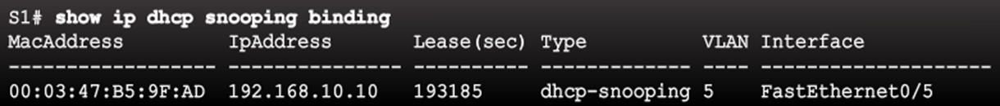 S1# show ip dhcp snooping binding
MacAddress IpAddress Lease(sec) Type VLAN Interface
------------------ --------------- ---------- ------------- ---- --------------------
00:03:47:B5:9F:AD 192.168.10.10 193185 dhcp-snooping 5 FastEthernet0/5